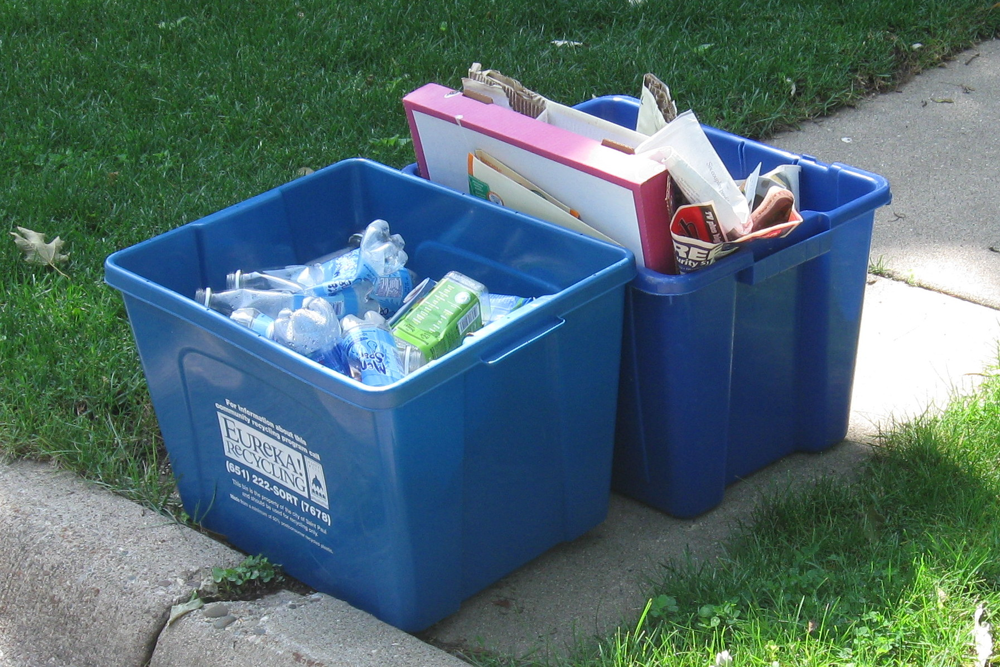 For information about this
community recycling program call
EUREKA!
RECYCLING
(651) 222-SORT (7678)
This bin is the property of the city of Saint Paul
and should be used for recycling only.
Made from a minimum of 50% postconsumer recycled plastic.
TV plus